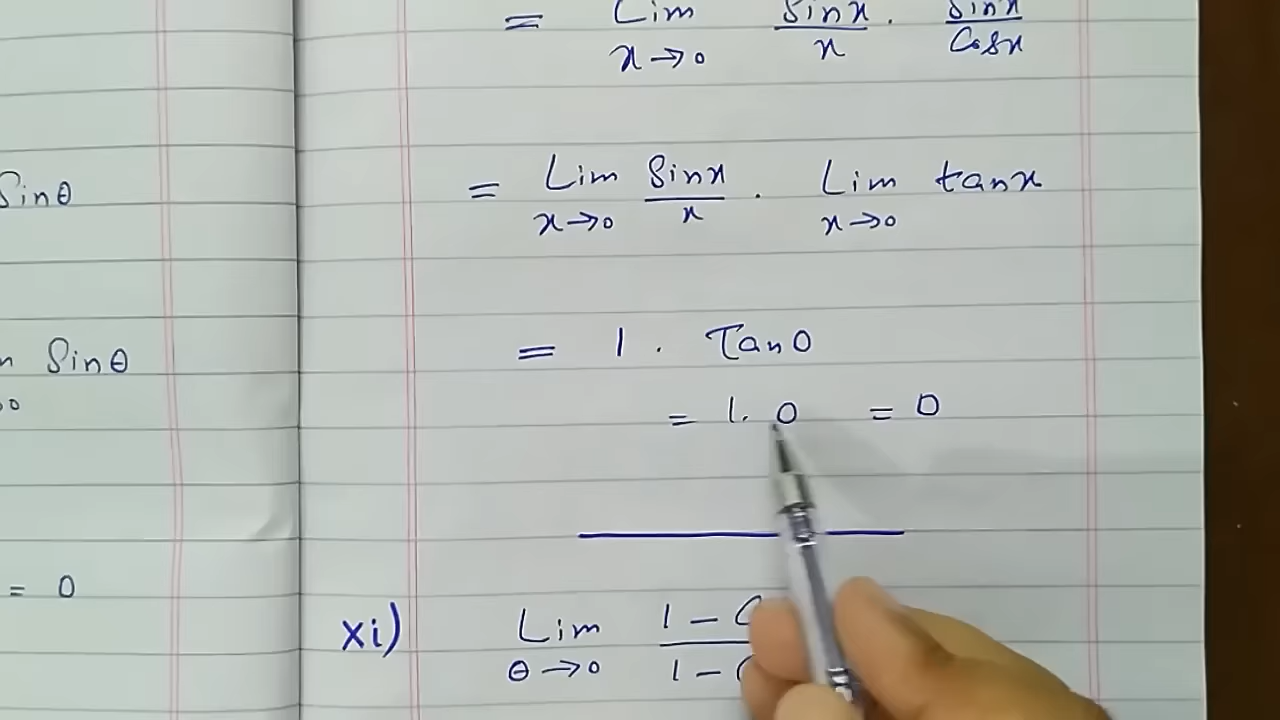 Sinθ
Sinθ
= 0
= Lim x→0 Sinx/x . Sinx/Cosx
= Lim x→0 Sinx/x . Lim x→0 tanx
= 1 . Tan0
= 1. 0 = 0
xi) Lim θ→0 1 - / 1 -